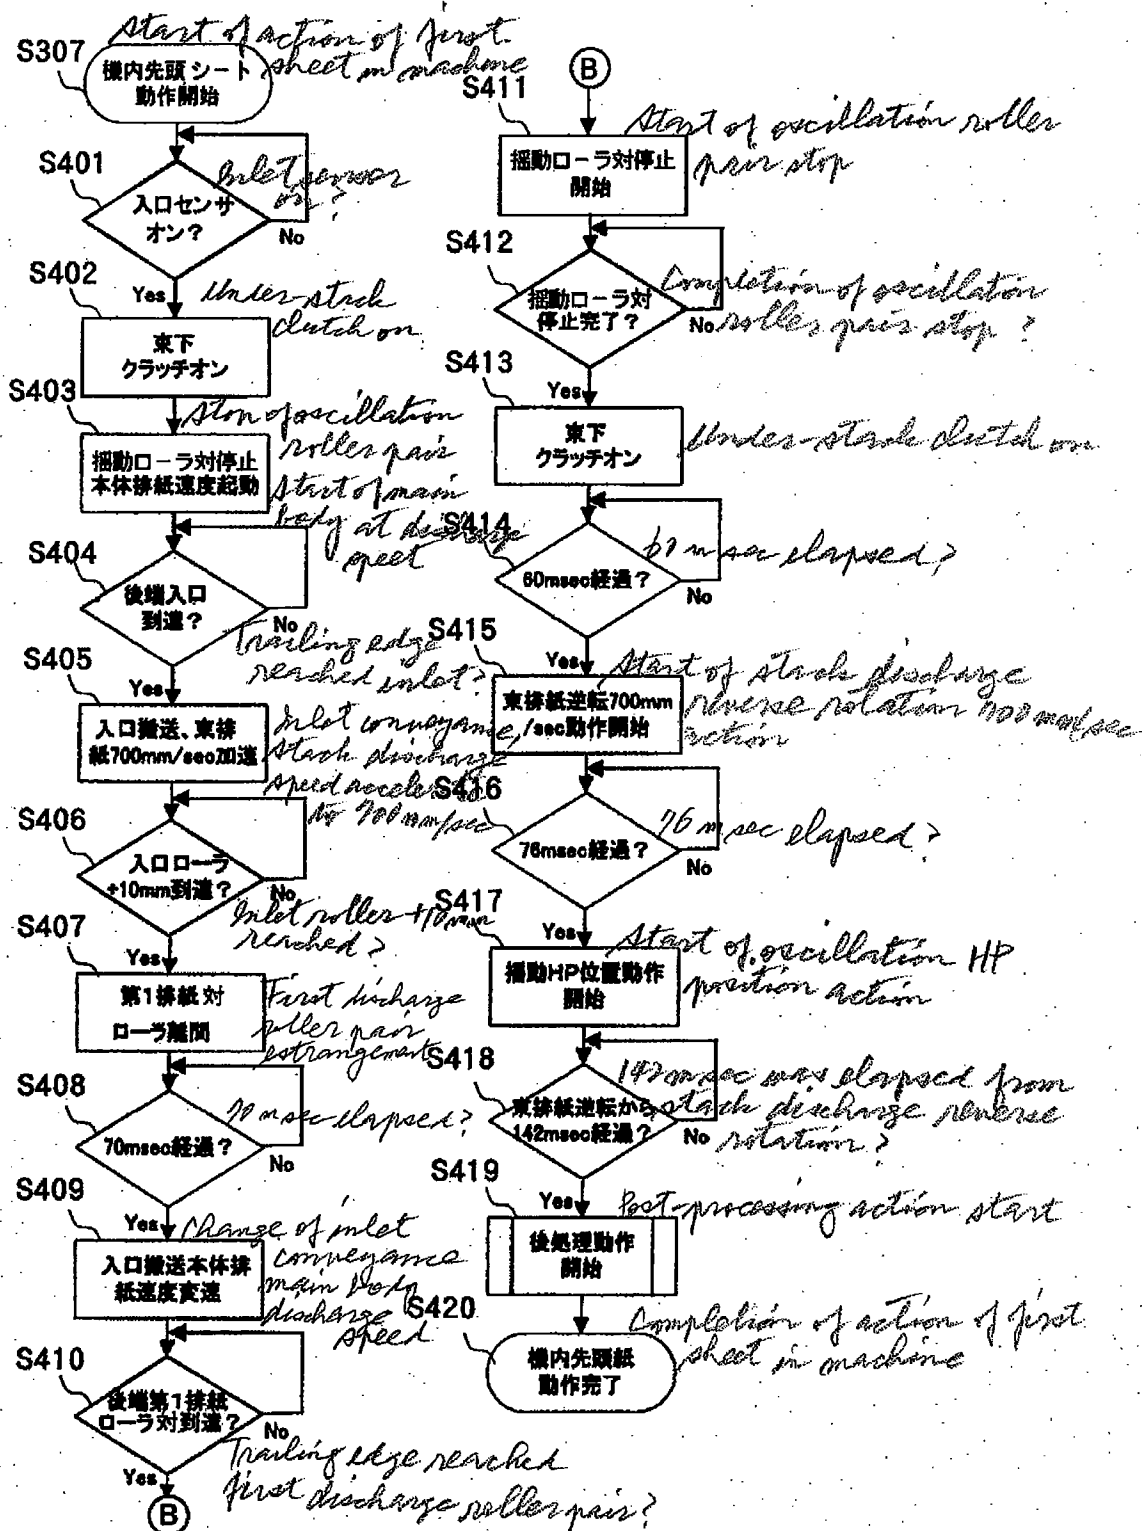 Start of action of first
sheet in machine
S307
機内先頭シート
動作開始
S401
Inlet sensor
on?
入口センサ
オン?
No
S402
Yes
Under-stack
clutch on
束下
クラッチオン
S403
Stop of oscillation
roller pair
Start of main
body at discharge
speet
揺動ローラ対停止
本体排紙速度起動
S404
後端入口
到達?
No
Trailing edge
reached inlet?
S405
Yes
入口搬送、束排
紙700mm/sec加速
Inlet conveyance,
stack discharge
speed accelerate
to 700 mm/sec
S406
入口ローラ
+10mm到達?
No
Inlet roller +10 mm
reached?
S407
Yes
第1排紙対
ローラ離間
First discharge
roller pair
estrangement
S408
70 msec elapsed?
70msec経過?
No
S409
Yes
Change of inlet
conveyance
main body
discharge
speed
入口搬送本体排
紙速度変速
S410
後端第1排紙
ローラ対到達?
No
Trailing edge reached
first discharge roller pair?
Yes
B
B
S411
Start of oscillation roller
pair stop
揺動ローラ対停止
開始
S412
Completion of oscillation
roller pair stop?
揺動ローラ対
停止完了?
No
S413
Yes
束下
クラッチオン
Under-stack clutch on
S414
60 msec elapsed?
60msec経過?
No
S415
Yes
Start of stack discharge
reverse rotation 700 mm/sec
action
束排紙逆転700mm
/sec動作開始
S416
76 msec elapsed?
76msec経過?
No
S417
Yes
Start of oscillation HP
position action
揺動HP位置動作
開始
S418
142 msec was elapsed from
stack discharge reverse
rotation?
束排紙逆転から
142msec経過?
No
S419
Yes
Post-processing action start
後処理動作
開始
S420
Completion of action of first
sheet in machine
機内先頭紙
動作完了